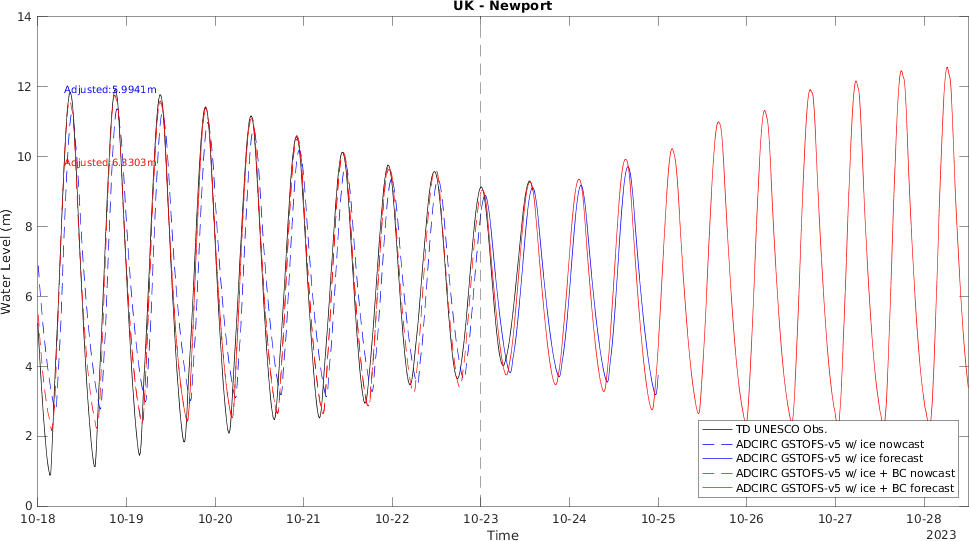 UK - Newport
14
12
10
8
6
4
2
0
Water Level (m)
Adjusted:5.9941m
Adjusted:6.3303m
10-18
10-19
10-20
10-21
10-22
10-23
10-24
10-25
10-26
10-27
10-28
Time
2023
TD UNESCO Obs.
ADCIRC GSTOFS-v5 w/ ice nowcast
ADCIRC GSTOFS-v5 w/ ice forecast
ADCIRC GSTOFS-v5 w/ ice + BC nowcast
ADCIRC GSTOFS-v5 w/ ice + BC forecast